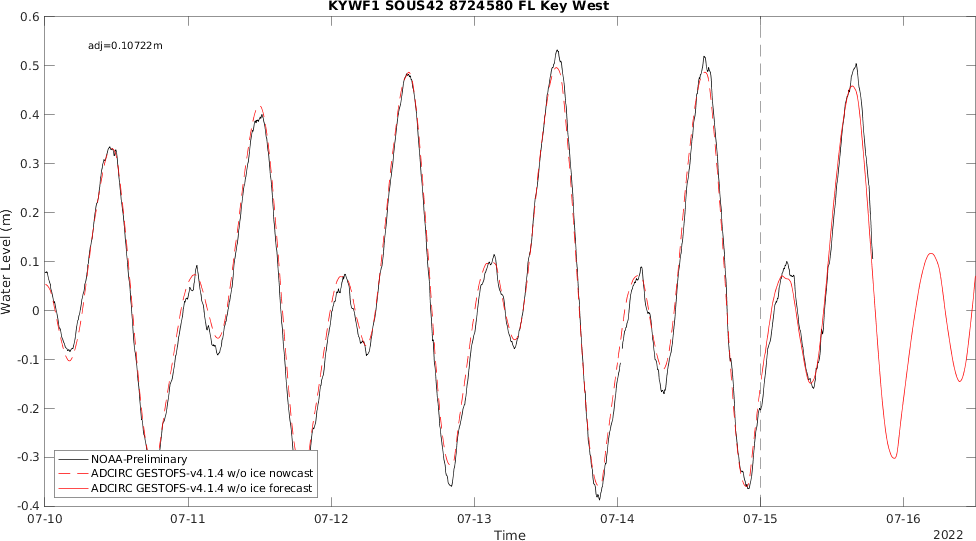 KYWF1 SOUS42 8724580 FL Key West
adj=0.10722m
0.6
0.5
0.4
0.3
0.2
0.1
0
-0.1
-0.2
-0.3
-0.4
Water Level (m)
NOAA-Preliminary
ADCIRC GESTOFS-v4.1.4 w/o ice nowcast
ADCIRC GESTOFS-v4.1.4 w/o ice forecast
07-10 07-11 07-12 07-13 07-14 07-15 07-16
Time
2022